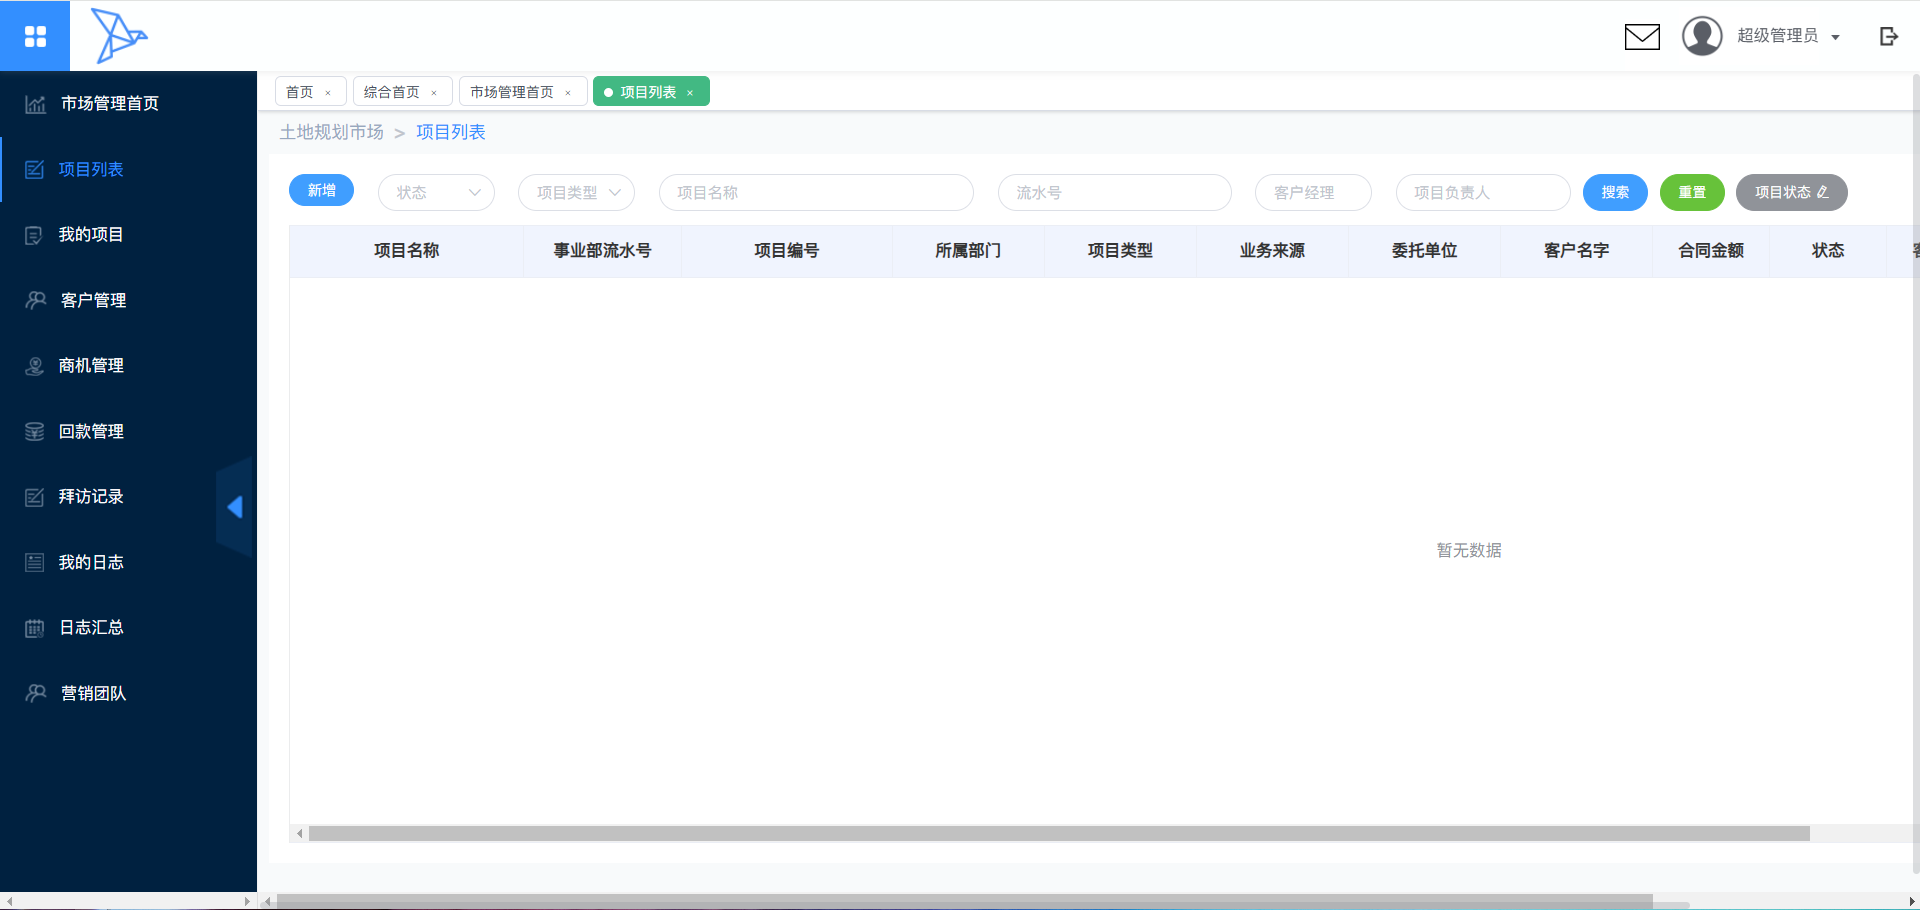 超级管理员
首页 ×
综合首页 ×
市场管理首页 ×
项目列表 ×
土地规划市场 > 项目列表
市场管理首页
项目列表
我的项目
客户管理
商机管理
回款管理
拜访记录
我的日志
日志汇总
营销团队
新增
状态
项目类型
项目名称
流水号
客户经理
项目负责人
搜索
重置
项目状态
项目名称 事业部流水号 项目编号 所属部门 项目类型 业务来源 委托单位 客户名字 合同金额 状态
暂无数据